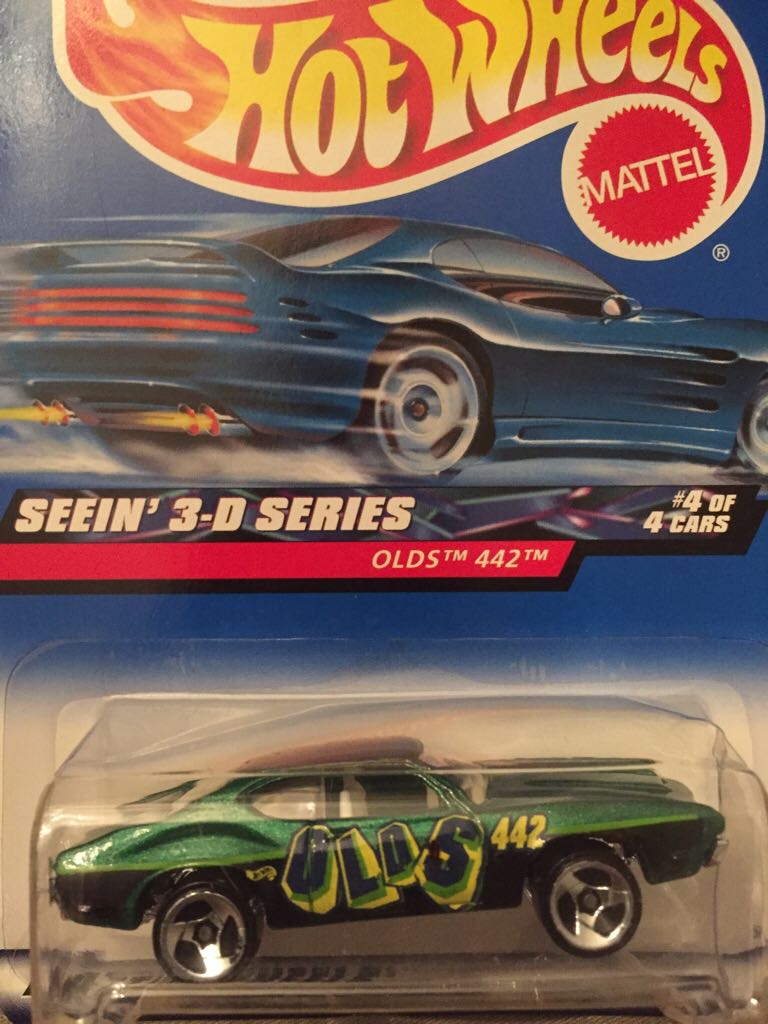 HOT WHEELS
MATTEL
®
SEEIN' 3-D SERIES
#4 OF
4 CARS
OLDS™ 442™
OLDS 442